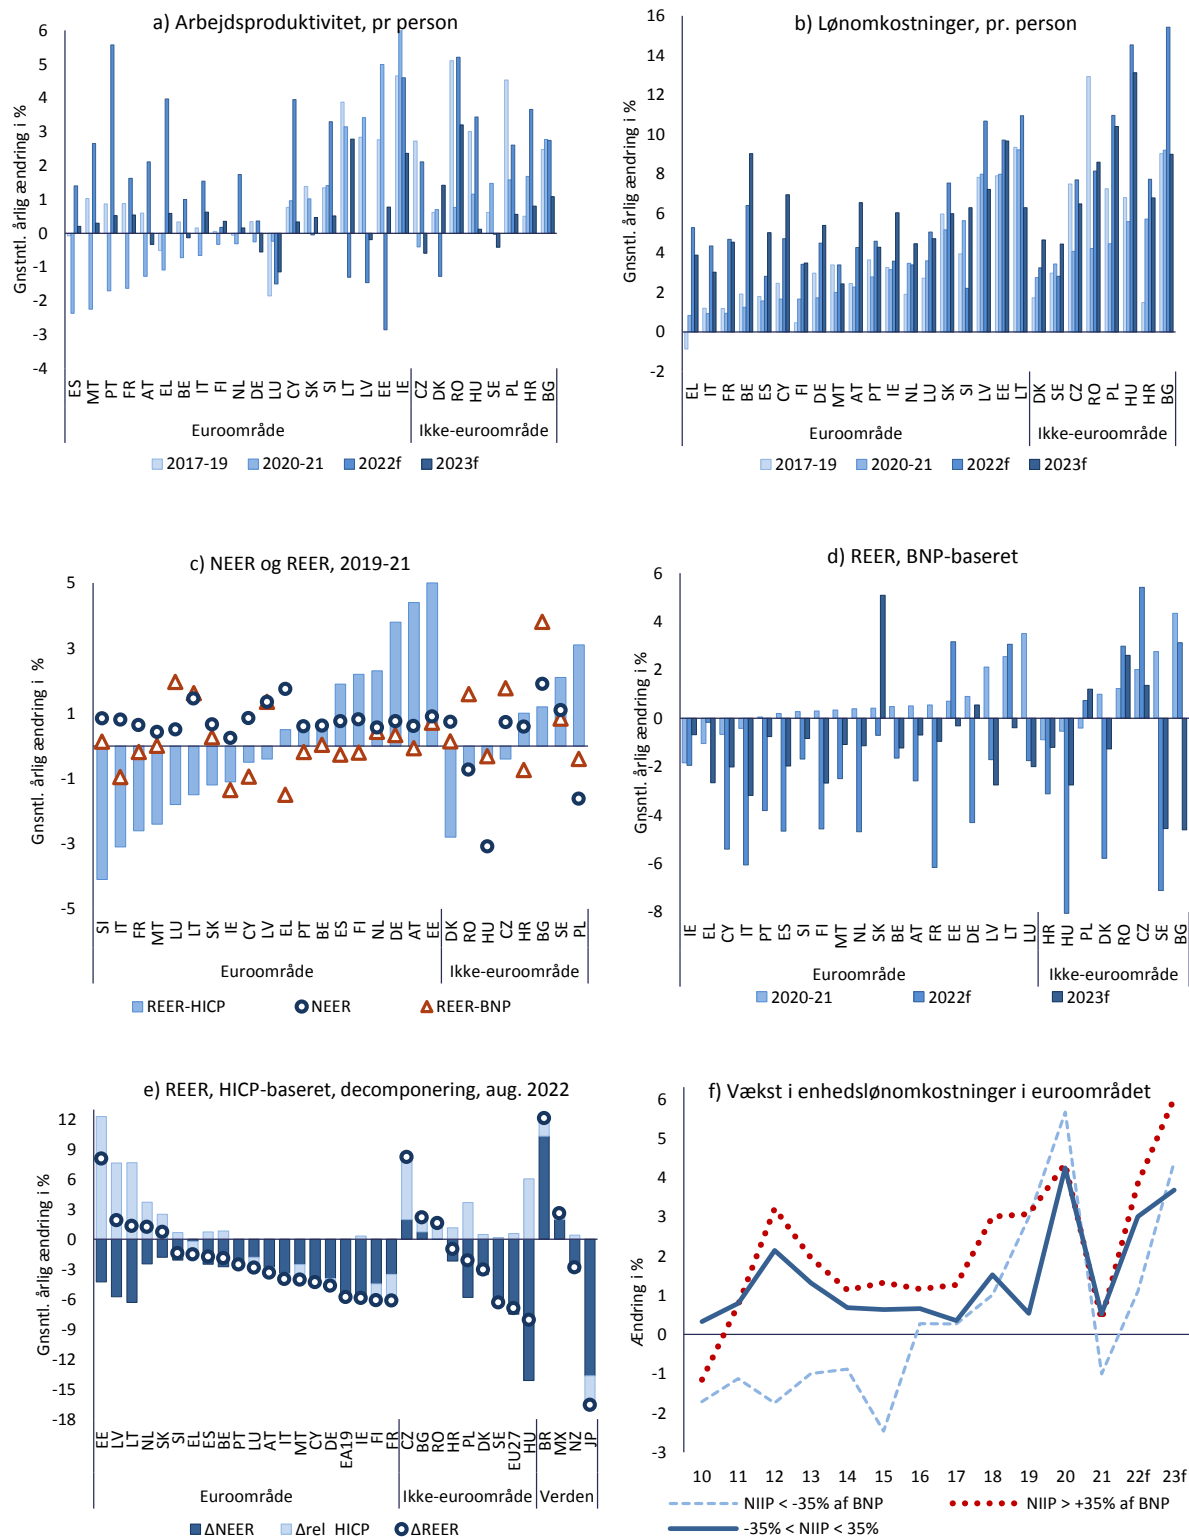 a) Arbejdsproduktivitet, pr person
Gnstntl. årlig ændring i %
6
5
4
3
2
1
0
-1
-2
-3
-4
ES MT PT FR AT EL BE IT FI NL DE LU CY SK SI LT LV EE IE CZ DK RO HU SE PL HR BG
Euroområde Ikke-euroområde
2017-19 2020-21 2022f 2023f
b) Lønomkostninger, pr. person
Gnsntl. årlig ændring i %
16
14
12
10
8
6
4
2
0
-2
EL IT FR BE ES CY FI DE MT AT PT IE NL LU SK SI LV EE LT DK SE CZ RO PL HU HR BG
Euroområde Ikke-euroområde
2017-19 2020-21 2022f 2023f
c) NEER og REER, 2019-21
Gnsntl. årlig ændring i %
5
3
1
-1
-3
-5
SI IT FR MT LU LT SK IE CY LV EL PT BE ES FI NL DE AT EE DK RO HU CZ HR BG SE PL
Euroområde Ikke-euroområde
REER-HICP NEER REER-BNP
d) REER, BNP-baseret
Gnsntl. årlig ændring i %
6
4
2
0
-2
-4
-6
-8
IE EL CY IT PT ES SI FI MT NL SK BE AT FR EE DE LV LT LU HR HU PL DK RO CZ SE BG
Euroområde Ikke-euroområde
2020-21 2022f 2023f
e) REER, HICP-baseret, decomponering, aug. 2022
Gnsntl. årlig ændring i %
12
9
6
3
0
-3
-6
-9
-12
-15
-18
EE LV LT NL SK SI EL ES BE PT LU AT IT MT CY DE EA19 IE FI FR CZ BG RO HR PL DK SE EU27 HU BR MX NZ JP
Euroområde Ikke-euroområde Verden
ΔNEER Δrel_HICP ΔREER
f) Vækst i enhedslønomkostninger i euroområdet
Ændring i %
6
5
4
3
2
1
0
-1
-2
-3
10 11 12 13 14 15 16 17 18 19 20 21 22f 23f
NIIP < -35% af BNP NIIP > +35% af BNP
-35% < NIIP < 35%